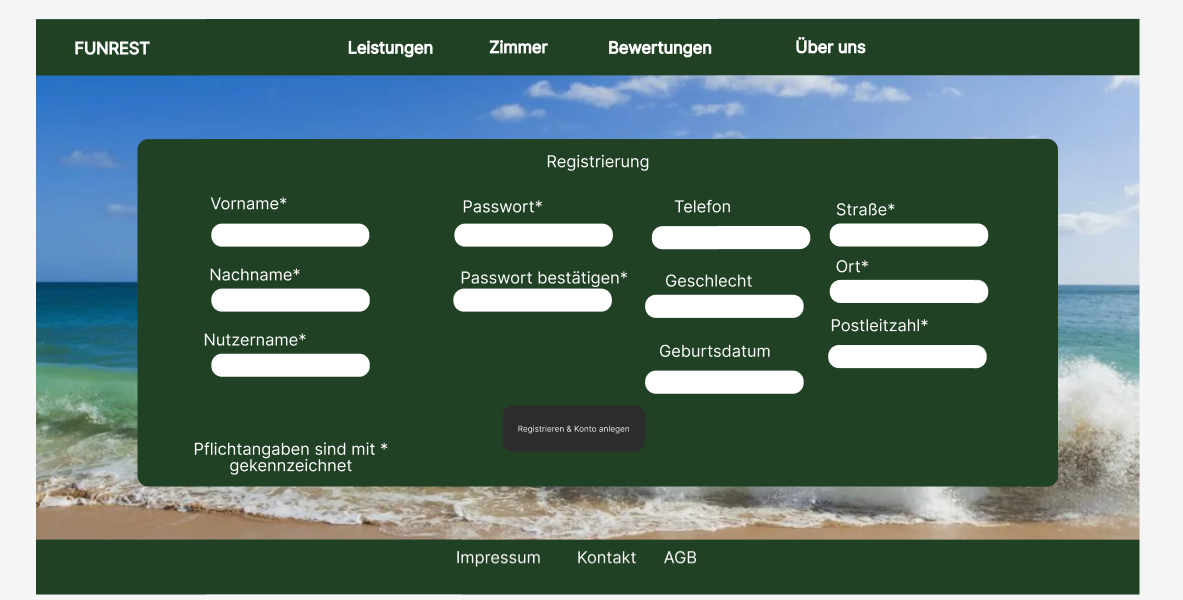 FUNREST
Leistungen
Zimmer
Bewertungen
Über uns
Registrierung
Vorname*
Nachname*
Nutzername*
Passwort*
Passwort bestätigen*
Telefon
Geschlecht
Geburtsdatum
Straße*
Ort*
Postleitzahl*
Registrieren & Konto anlegen
Pflichtangaben sind mit *
gekennzeichnet
Impressum
Kontakt
AGB